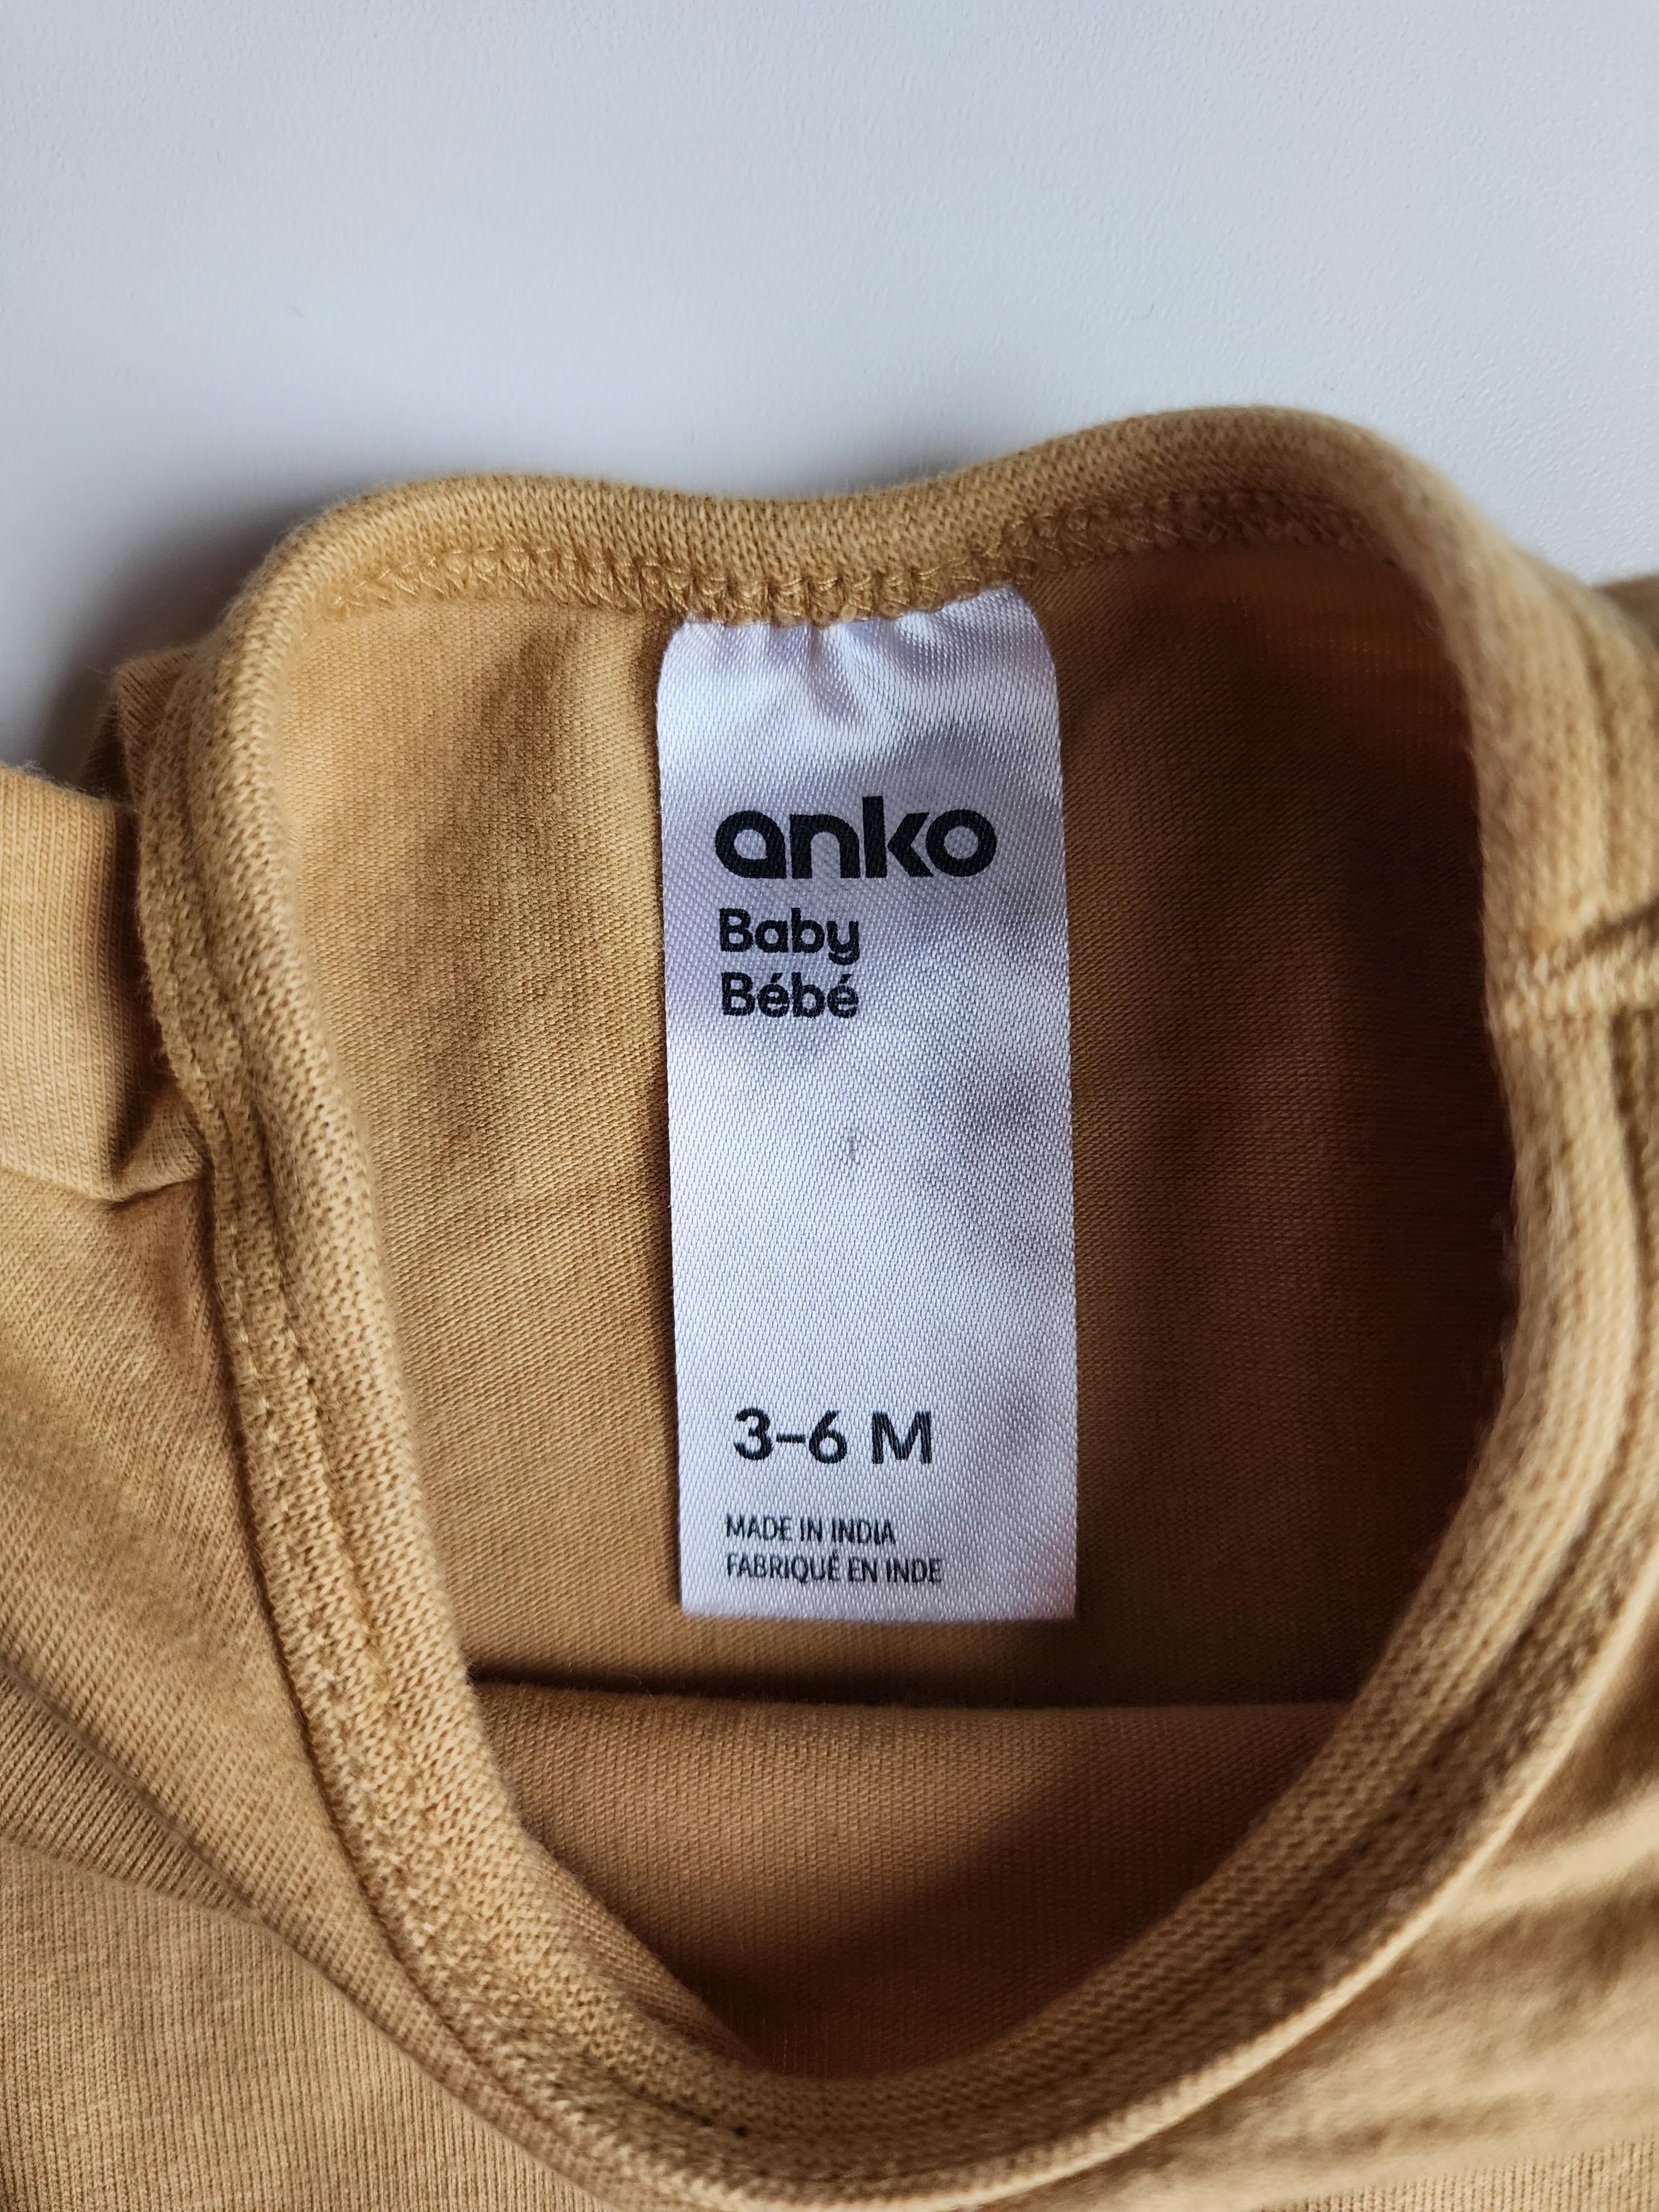 anko
Baby
Bébé
3-6 M
MADE IN INDIA
FABRIQUÉ EN INDE